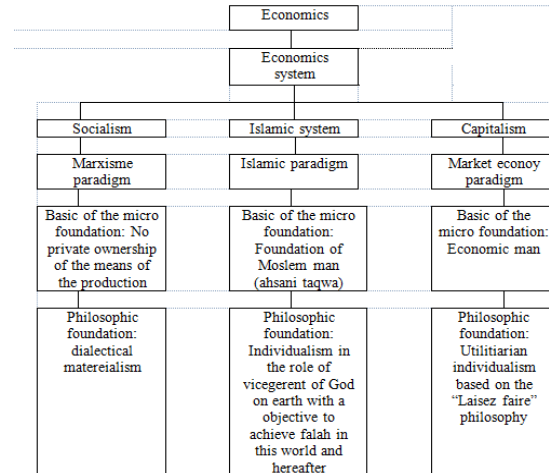 Economics
Economics
system
Socialism
Islamic system
Capitalism
Marxisme
paradigm
Islamic paradigm
Market econoy
paradigm
Basic of the micro
foundation: No
private ownership
of the means of
the production
Basic of the micro
foundation:
Foundation of
Moslem man
(ahsani taqwa)
Basic of the
micro foundation:
Economic man
Philosophic
foundation:
dialectical
matereialism
Philosophic
foundation:
Individualism in
the role of
vicegerent of God
on earth with a
objective to
achieve falah in
this world and
hereafter
Philosophic
foundation:
Utilitiarian
individualism
based on the
“Laisez faire”
philosophy